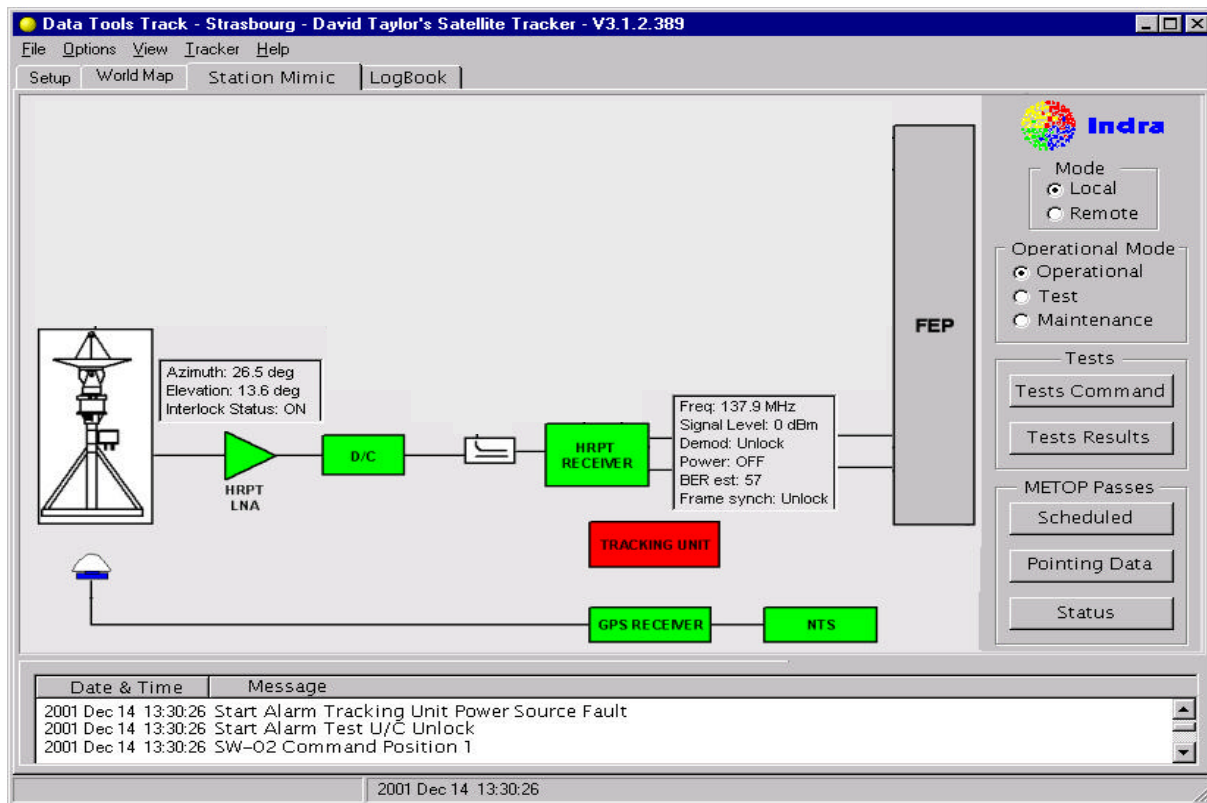 Data Tools Track - Strasbourg - David Taylor's Satellite Tracker - V3.1.2.389
File Options View Tracker Help
Setup World Map Station Mimic LogBook
Indra
Mode
Local
Remote
Operational Mode
Operational
Test
Maintenance
Tests
Tests Command
Tests Results
METOP Passes
Scheduled
Pointing Data
Status
FEP
Azimuth: 26.5 deg
Elevation: 13.6 deg
Interlock Status: ON
HRPT
LNA
D/C
HRPT
RECEIVER
Freq: 137.9 MHz
Signal Level: 0 dBm
Demod: Unlock
Power: OFF
BER est: 57
Frame synch: Unlock
TRACKING UNIT
GPS RECEIVER
NTS
Date & Time Message
2001 Dec 14 13:30:26 Start Alarm Tracking Unit Power Source Fault
2001 Dec 14 13:30:26 Start Alarm Test U/C Unlock
2001 Dec 14 13:30:26 SW-02 Command Position 1
2001 Dec 14 13:30:26